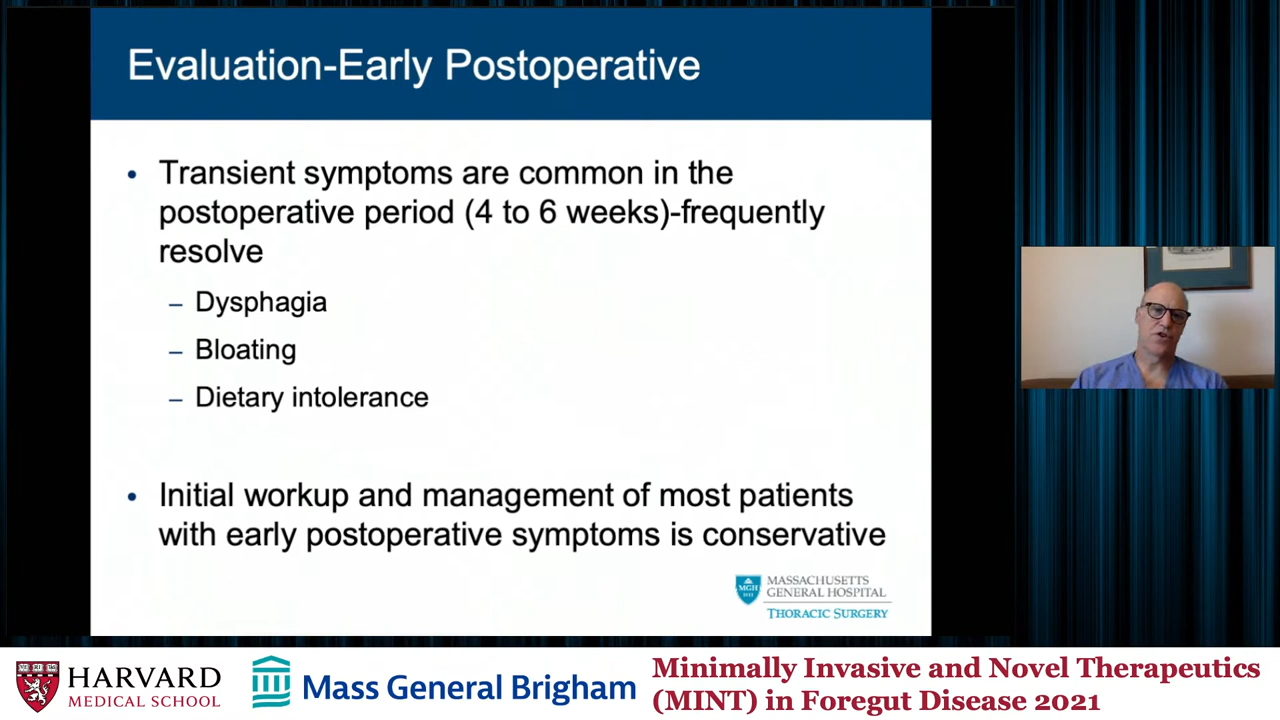 Evaluation-Early Postoperative
• Transient symptoms are common in the
postoperative period (4 to 6 weeks)-frequently
resolve
– Dysphagia
– Bloating
– Dietary intolerance
• Initial workup and management of most patients
with early postoperative symptoms is conservative
MGH
1811
MASSACHUSETTS
GENERAL HOSPITAL
THORACIC SURGERY
HARVARD
MEDICAL SCHOOL
Mass General Brigham
Minimally Invasive and Novel Therapeutics
(MINT) in Foregut Disease 2021